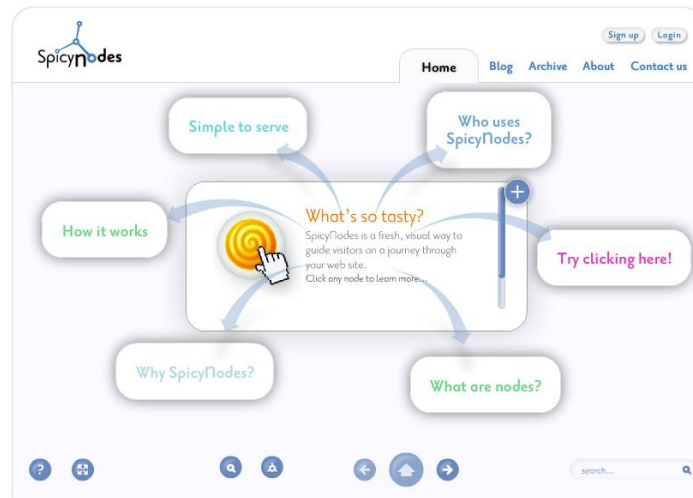 SpicyNodes
Sign up
Login
Home
Blog
Archive
About
Contact us
Simple to serve
Who uses
SpicyNodes?
How it works
What's so tasty?
SpicyNodes is a fresh, visual way to
guide visitors on a journey through
your web site.
Click any node to learn more...
Try clicking here!
Why SpicyNodes?
What are nodes?
?
search...